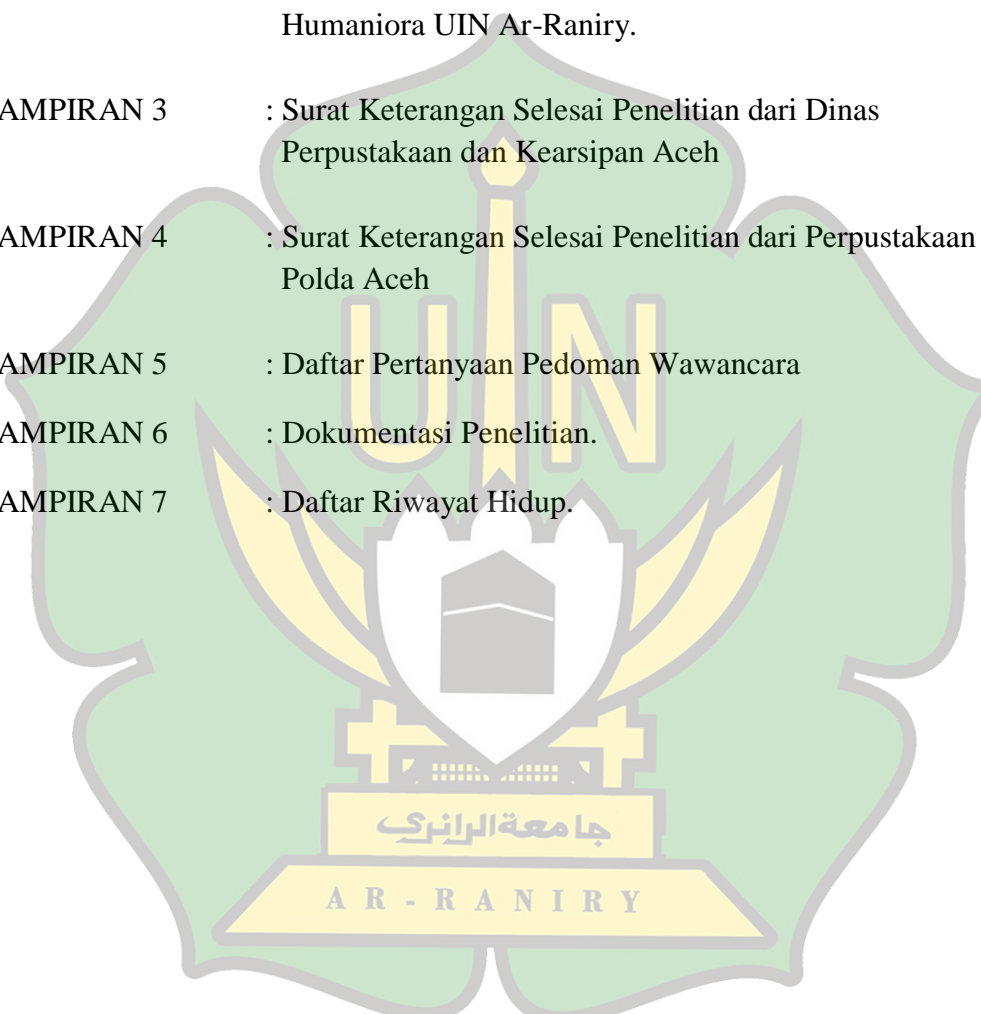 Humaniora UIN Ar-Raniry.
AMPIRAN 3 : Surat Keterangan Selesai Penelitian dari Dinas
Perpustakaan dan Kearsipan Aceh
AMPIRAN 4 : Surat Keterangan Selesai Penelitian dari Perpustakaan
Polda Aceh
AMPIRAN 5 : Daftar Pertanyaan Pedoman Wawancara
AMPIRAN 6 : Dokumentasi Penelitian.
AMPIRAN 7 : Daftar Riwayat Hidup.
UIN
جامعةالرانري
AR-RANIRY